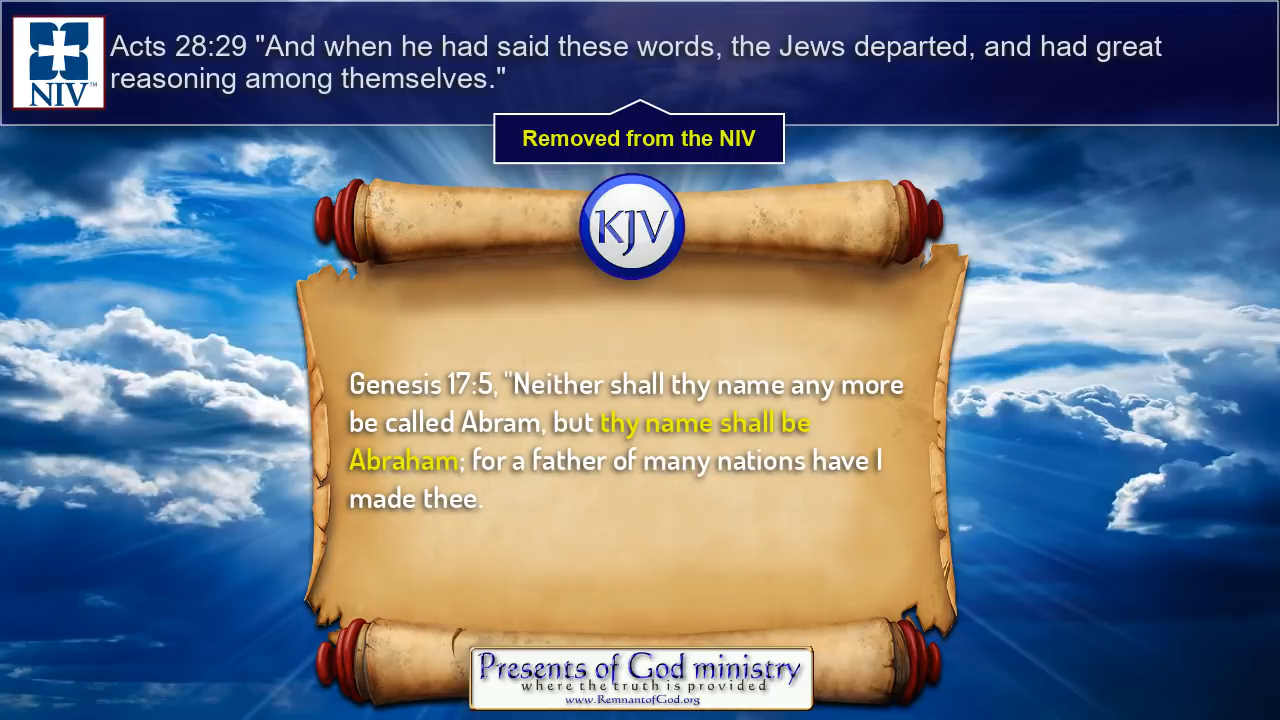 Acts 28:29 "And when he had said these words, the Jews departed, and had great
reasoning among themselves."
NIV™
Removed from the NIV
KJV
Genesis 17:5, "Neither shall thy name any more
be called Abram, but thy name shall be
Abraham; for a father of many nations have I
made thee.
Presents of God ministry
where the truth is provided
www.RemnantofGod.org